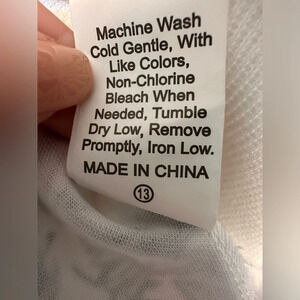 Machine Wash
Cold Gentle, With
Like Colors,
Non-Chlorine
Bleach When
Needed, Tumble
Dry Low, Remove
Promptly, Iron Low.
MADE IN CHINA
13